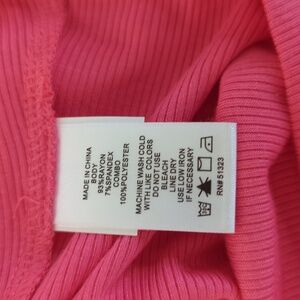 MADE IN CHINA
BODY
93%RAYON
7%SPANDEX
COMBO
100%POLYESTER
MACHINE WASH COLD
WITH LIKE COLORS
DO NOT USE
BLEACH
LINE DRY
USE LOW IRON
IF NECESSARY
RN# 51323